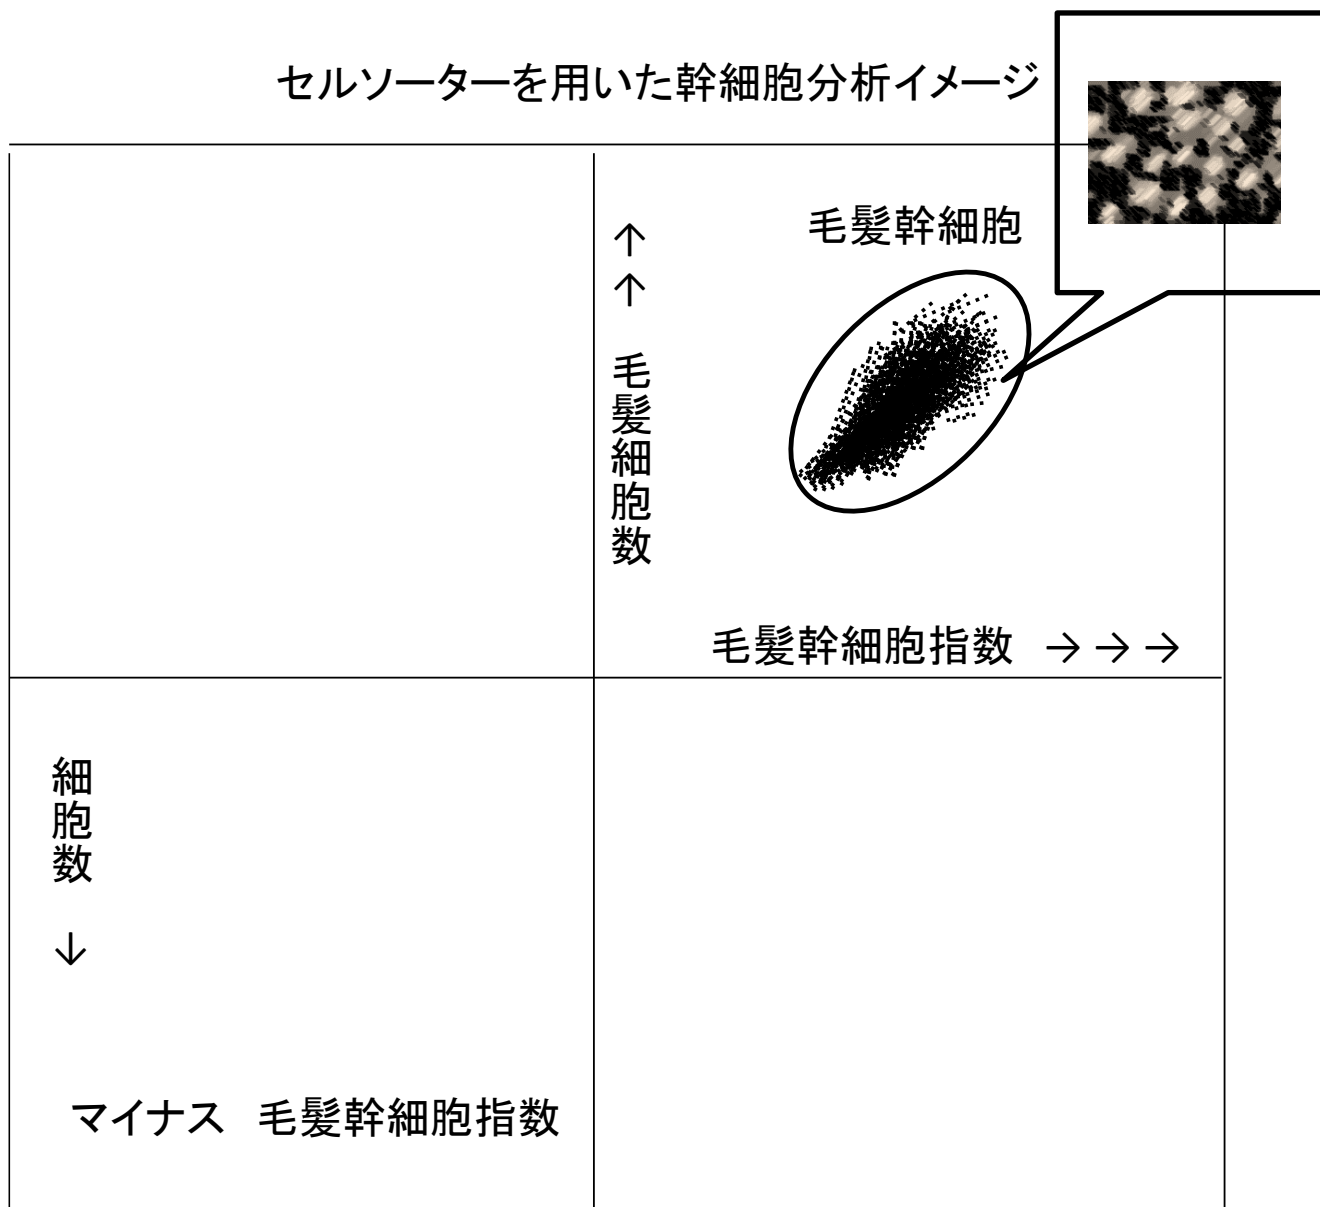 セルソーターを用いた幹細胞分析イメージ
毛髪幹細胞
↑
↑
毛髪細胞数
毛髪幹細胞指数 →→→
細胞数
↓
マイナス 毛髪幹細胞指数